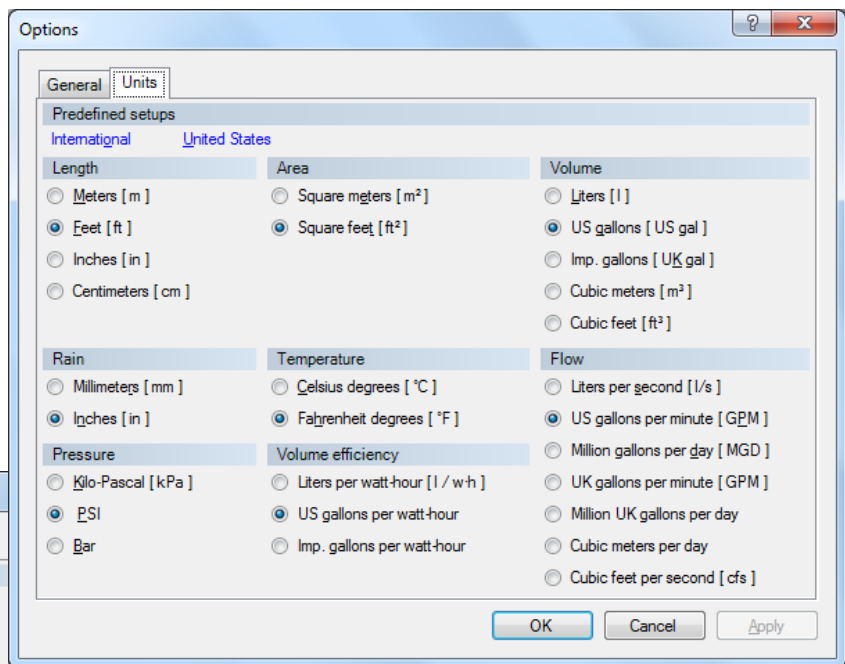 Options
General Units
Predefined setups
International United States
Length Area Volume
Meters [ m ] Square meters [ m² ] Liters [ l ]
Feet [ ft ] Square feet [ ft² ] US gallons [ US gal ]
Inches [ in ] Imp. gallons [ UK gal ]
Centimeters [ cm ] Cubic meters [ m³ ]
Cubic feet [ ft³ ]
Rain Temperature Flow
Millimeters [ mm ] Celsius degrees [ °C ] Liters per second [ l/s ]
Inches [ in ] Fahrenheit degrees [ °F ] US gallons per minute [ GPM ]
Pressure Volume efficiency Million gallons per day [ MGD ]
Kilo-Pascal [ kPa ] Liters per watt-hour [ l / w·h ] UK gallons per minute [ GPM ]
PSI US gallons per watt-hour Million UK gallons per day
Bar Imp. gallons per watt-hour Cubic meters per day
Cubic feet per second [ cfs ]
OK Cancel Apply